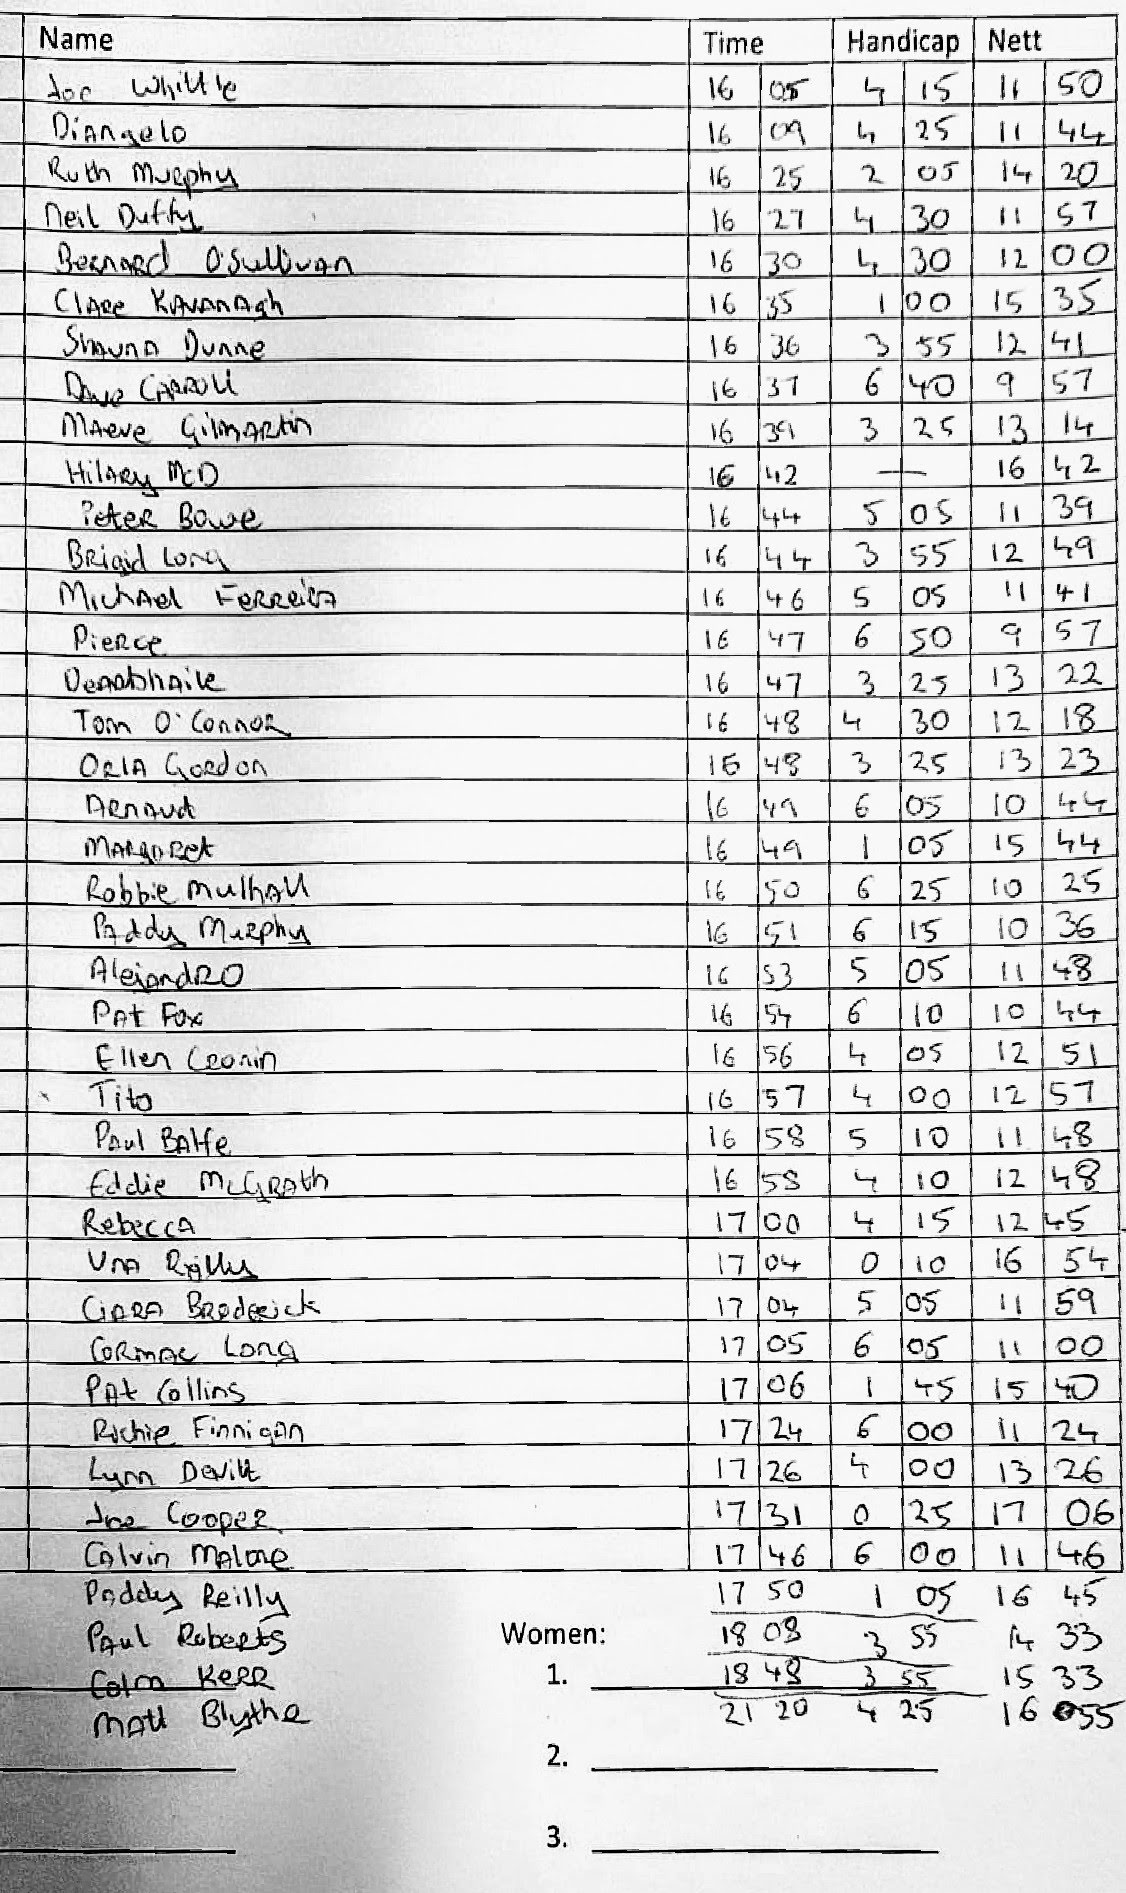 Name Time Handicap Nett
Joe Whittle 16 05 4 15 11 50
DiAngelo 16 09 4 25 11 44
Ruth Murphy 16 25 2 05 14 20
Neil Duffy 16 27 4 30 11 57
Bernard O'Sullivan 16 30 4 30 12 00
Clare Kavanagh 16 35 1 00 15 35
Shauna Dunne 16 36 3 55 12 41
Dave Carroll 16 37 6 40 9 57
Maeve Gilmartin 16 39 3 25 13 14
Hilary McD 16 42 — 16 42
Peter Bowe 16 44 5 05 11 39
Brigid Long 16 44 3 55 12 49
Michael Ferreira 16 46 5 05 11 41
Pierce 16 47 6 50 9 57
Dearbhaile 16 47 3 25 13 22
Tom O'Connor 16 48 4 30 12 18
Orla Gordon 16 48 3 25 13 23
Arnaud 16 49 6 05 10 44
Margaret 16 49 1 05 15 44
Robbie Mulhall 16 50 6 25 10 25
Paddy Murphy 16 51 6 15 10 36
Alejandro 16 53 5 05 11 48
Pat Fox 16 54 6 10 10 44
Ellen Cronin 16 56 4 05 12 51
Tito 16 57 4 00 12 57
Paul Balfe 16 58 5 10 11 48
Eddie McGrath 16 58 4 10 12 48
Rebecca 17 00 4 15 12 45
Una Reilly 17 04 0 10 16 54
Ciara Broderick 17 04 5 05 11 59
Cormac Long 17 05 6 05 11 00
Pat Collins 17 06 1 45 15 40
Richie Finnigan 17 24 6 00 11 24
Lynn Devitt 17 26 4 00 13 26
Joe Cooper 17 31 0 25 17 06
Calvin Malone 17 46 6 00 11 46
Paddy Reilly 17 50 1 05 16 45
Paul Roberts Women: 18 08 3 55 14 33
Colm Kerr 1. 18 48 3 55 15 33
Matt Blythe 21 20 4 25 16 55
2.
3.